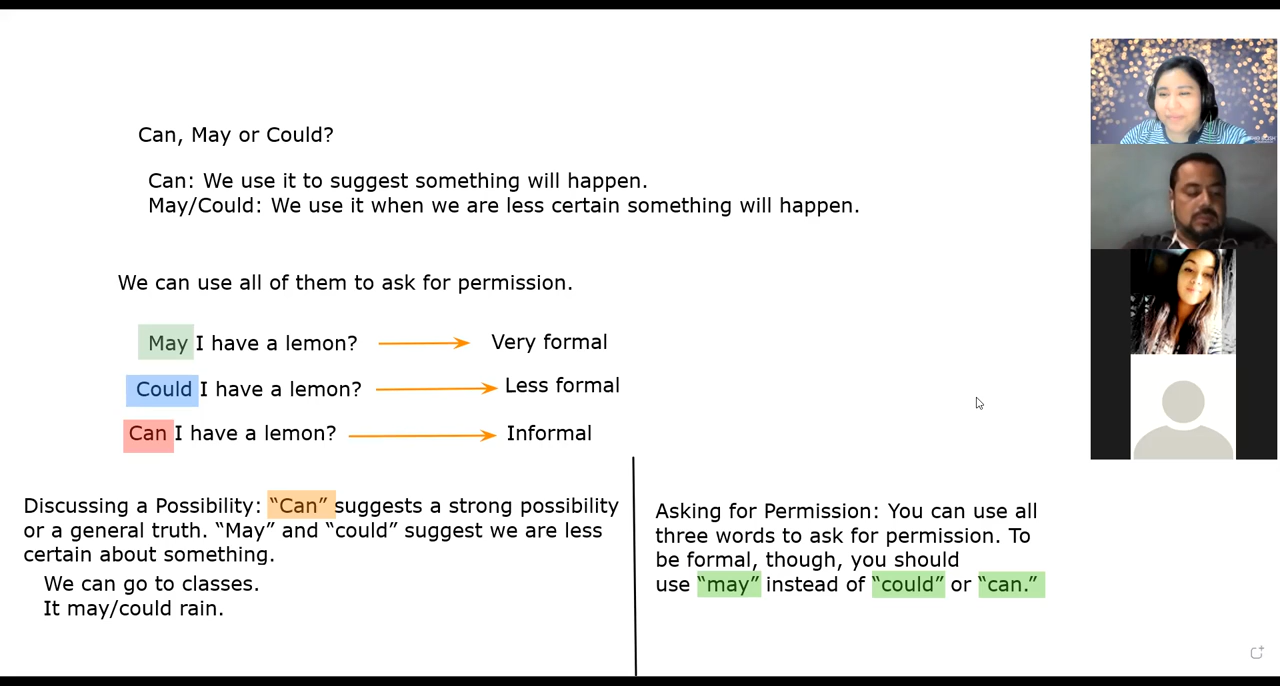 Can, May or Could?
Can: We use it to suggest something will happen.
May/Could: We use it when we are less certain something will happen.
We can use all of them to ask for permission.
May I have a lemon? Very formal
Could I have a lemon? Less formal
Can I have a lemon? Informal
Discussing a Possibility: “Can” suggests a strong possibility
or a general truth. “May” and “could” suggest we are less
certain about something.
We can go to classes.
It may/could rain.
Asking for Permission: You can use all
three words to ask for permission. To
be formal, though, you should
use “may” instead of “could” or “can.”